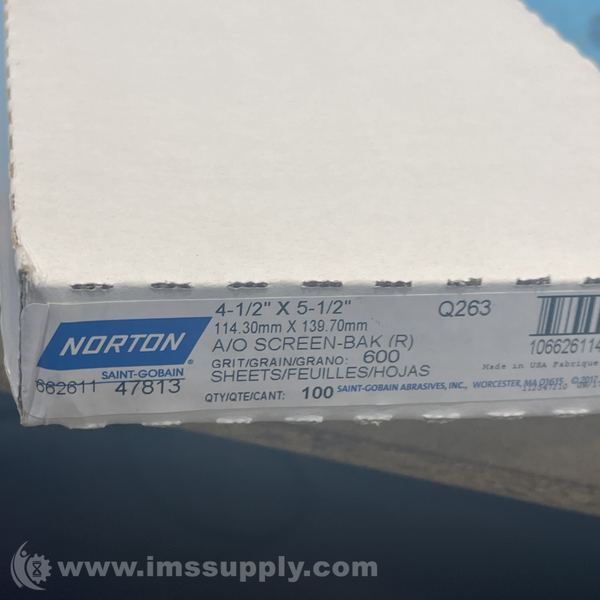 4-1/2" X 5-1/2"
Q263
114.30mm X 139.70mm
NORTON
A/O SCREEN-BAK (R)
GRIT/GRAIN/GRANO: 600
106626114
SAINT-GOBAIN
SHEETS/FEUILLES/HOJAS
Made in USA Fabrique
662611 47813
QTY/QTE/CANT: 100
SAINT-GOBAIN ABRASIVES, INC., WORCESTER, MA 01615
www.imssupply.com